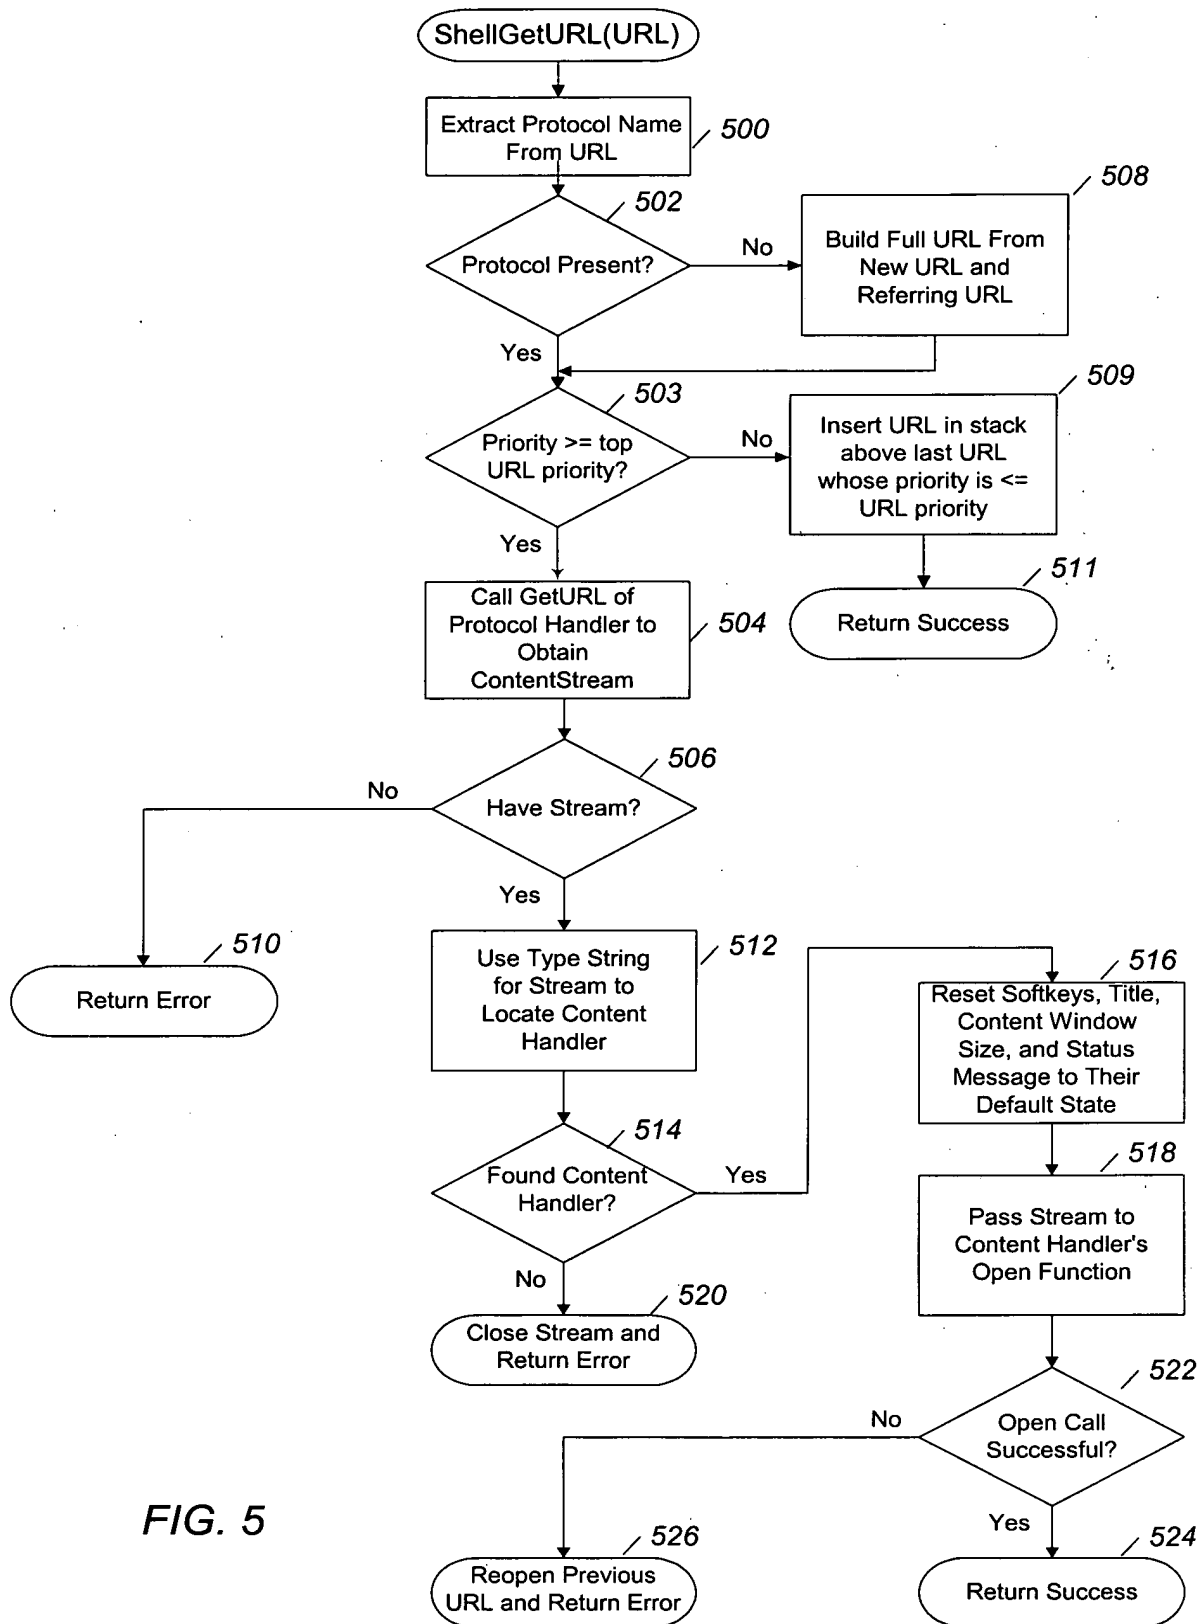 ShellGetURL(URL)
Extract Protocol Name
From URL
500
502
Protocol Present?
No
508
Build Full URL From
New URL and
Referring URL
Yes
503
Priority >= top
URL priority?
No
509
Insert URL in stack
above last URL
whose priority is <=
URL priority
Yes
511
Return Success
Call GetURL of
Protocol Handler to
Obtain
ContentStream
504
506
Have Stream?
No
Yes
510
Return Error
512
Use Type String
for Stream to
Locate Content
Handler
516
Reset Softkeys, Title,
Content Window
Size, and Status
Message to Their
Default State
514
Found Content
Handler?
Yes
518
Pass Stream to
Content Handler's
Open Function
No
520
Close Stream and
Return Error
522
Open Call
Successful?
No
Yes
FIG. 5
526
Reopen Previous
URL and Return Error
524
Return Success